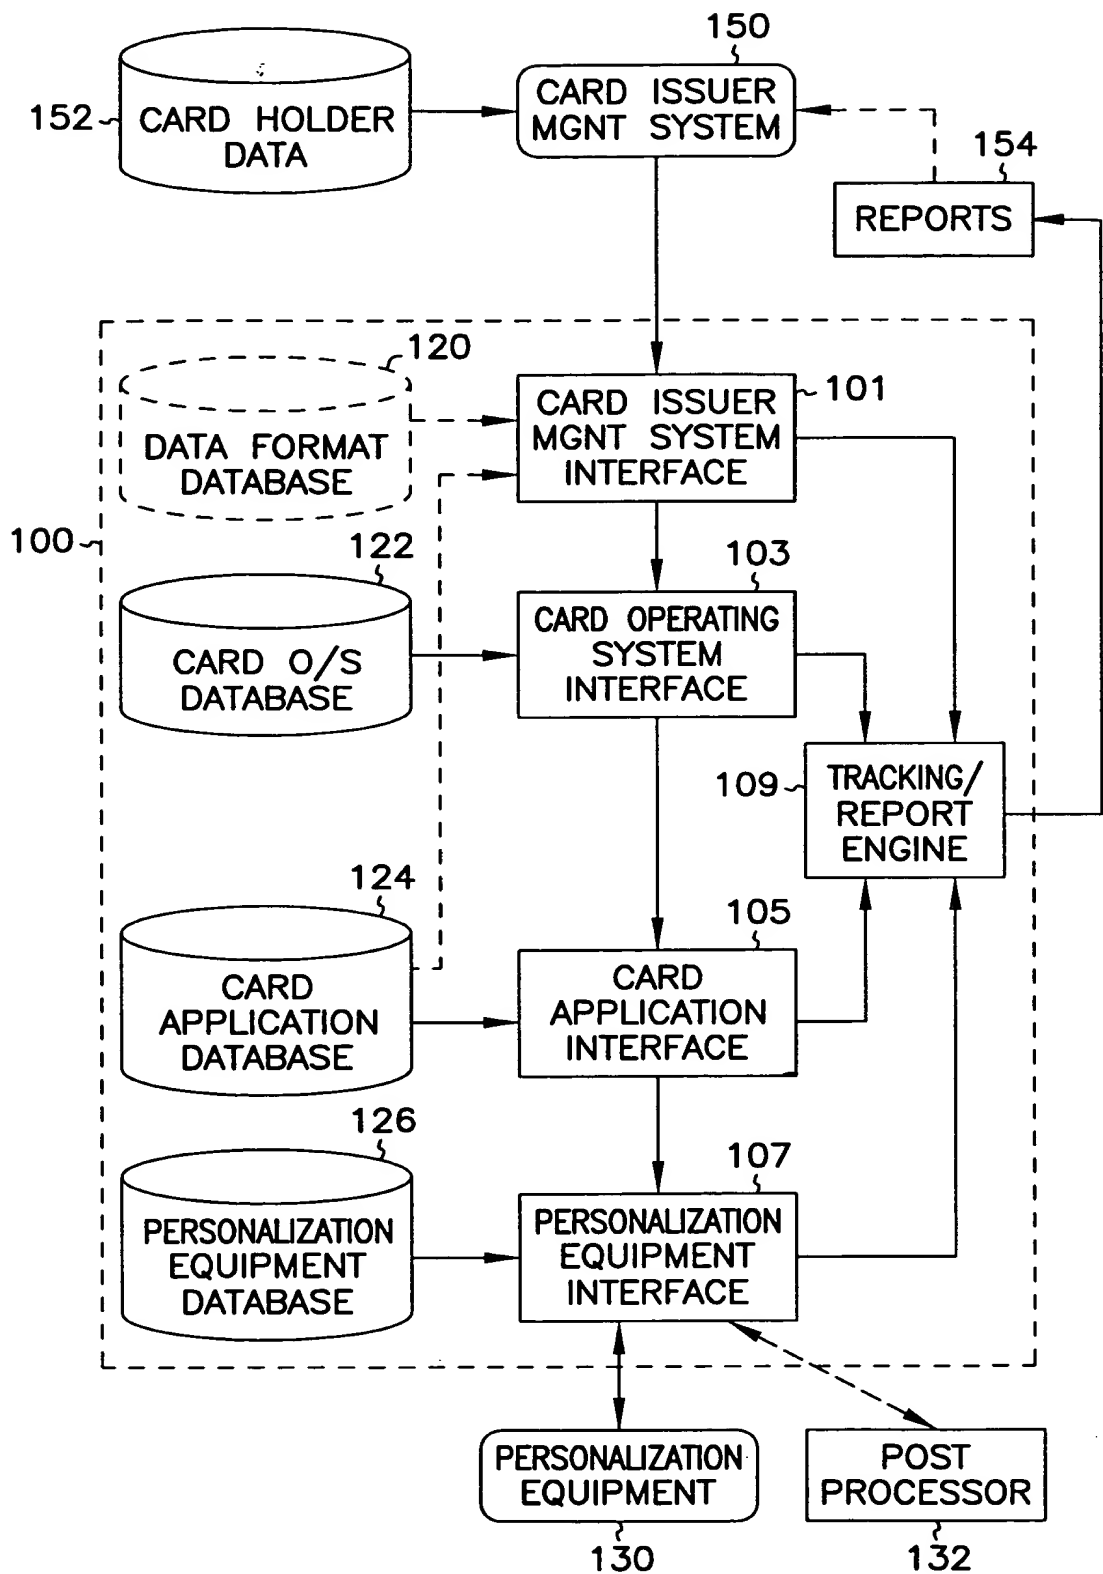 150
152
CARD HOLDER
DATA
CARD ISSUER
MGNT SYSTEM
154
REPORTS
100
120
DATA FORMAT
DATABASE
101
CARD ISSUER
MGNT SYSTEM
INTERFACE
122
CARD O/S
DATABASE
103
CARD OPERATING
SYSTEM
INTERFACE
109
TRACKING/
REPORT
ENGINE
124
CARD
APPLICATION
DATABASE
105
CARD
APPLICATION
INTERFACE
126
PERSONALIZATION
EQUIPMENT
DATABASE
107
PERSONALIZATION
EQUIPMENT
INTERFACE
PERSONALIZATION
EQUIPMENT
130
POST
PROCESSOR
132